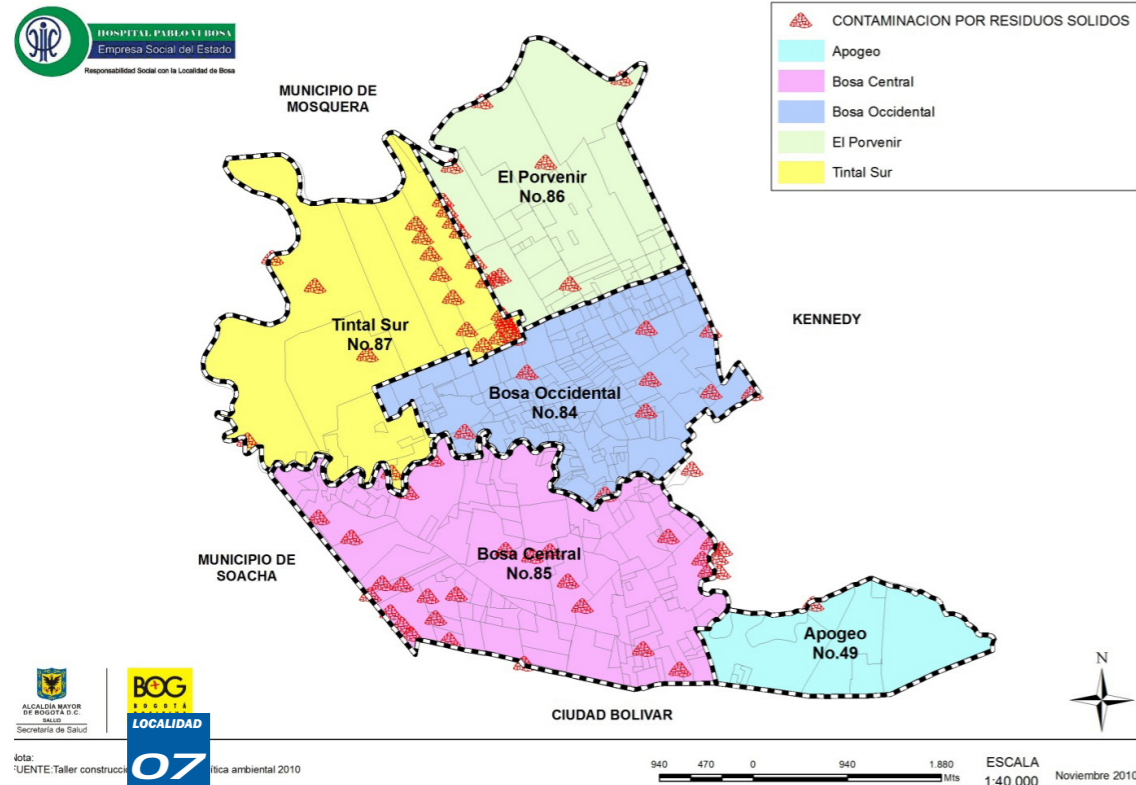 HOSPITAL PABLO VI BOSA
Empresa Social del Estado
Responsabilidad Social con la Localidad de Bosa
CONTAMINACION POR RESIDUOS SOLIDOS
Apogeo
Bosa Central
Bosa Occidental
El Porvenir
Tintal Sur
MUNICIPIO DE
MOSQUERA
El Porvenir
No.86
KENNEDY
Tintal Sur
No.87
Bosa Occidental
No.84
MUNICIPIO DE
SOACHA
Bosa Central
No.85
Apogeo
No.49
CIUDAD BOLIVAR
N
ALCALDÍA MAYOR
DE BOGOTÁ D.C.
SALUD
Secretaría de Salud
BOG
BOGOTÁ
LOCALIDAD
07
Nota:
FUENTE:Taller construcci ítica ambiental 2010
940 470 0 940 1.880
Mts
ESCALA
1:40.000
Noviembre 2010